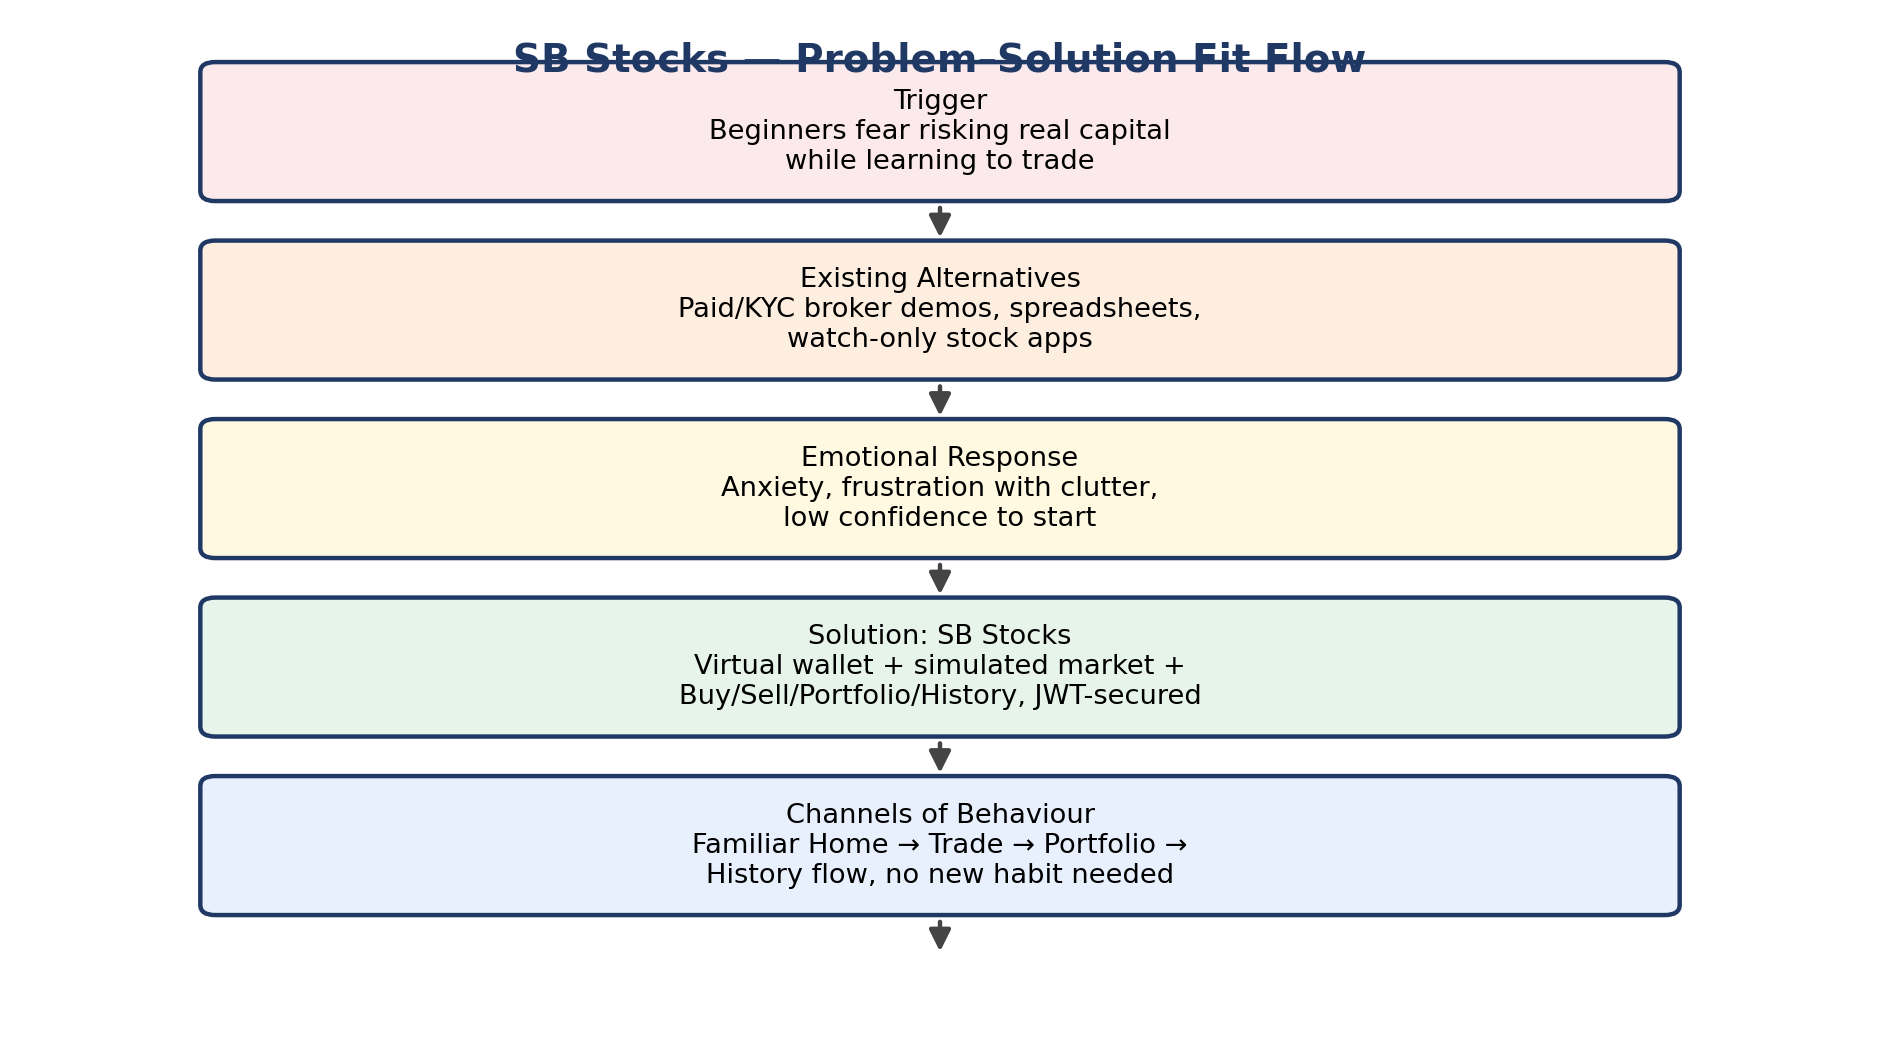 SB Stocks — Problem–Solution Fit Flow
Trigger
Beginners fear risking real capital
while learning to trade
Existing Alternatives
Paid/KYC broker demos, spreadsheets,
watch-only stock apps
Emotional Response
Anxiety, frustration with clutter,
low confidence to start
Solution: SB Stocks
Virtual wallet + simulated market +
Buy/Sell/Portfolio/History, JWT-secured
Channels of Behaviour
Familiar Home → Trade → Portfolio →
History flow, no new habit needed